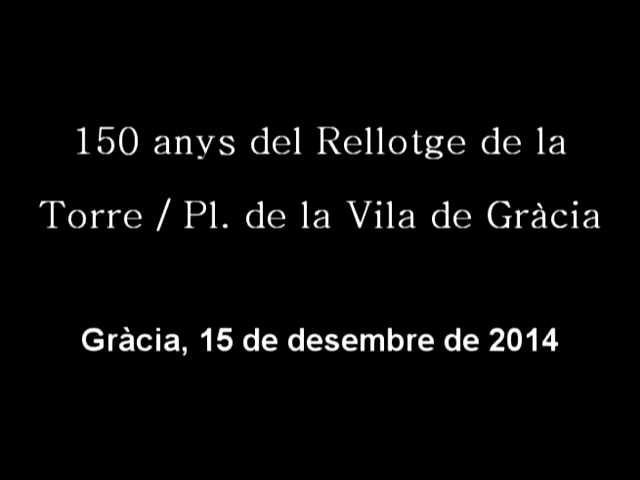 150 anys del Rellotge de la
Torre / Pl. de la Vila de Gràcia
Gràcia, 15 de desembre de 2014